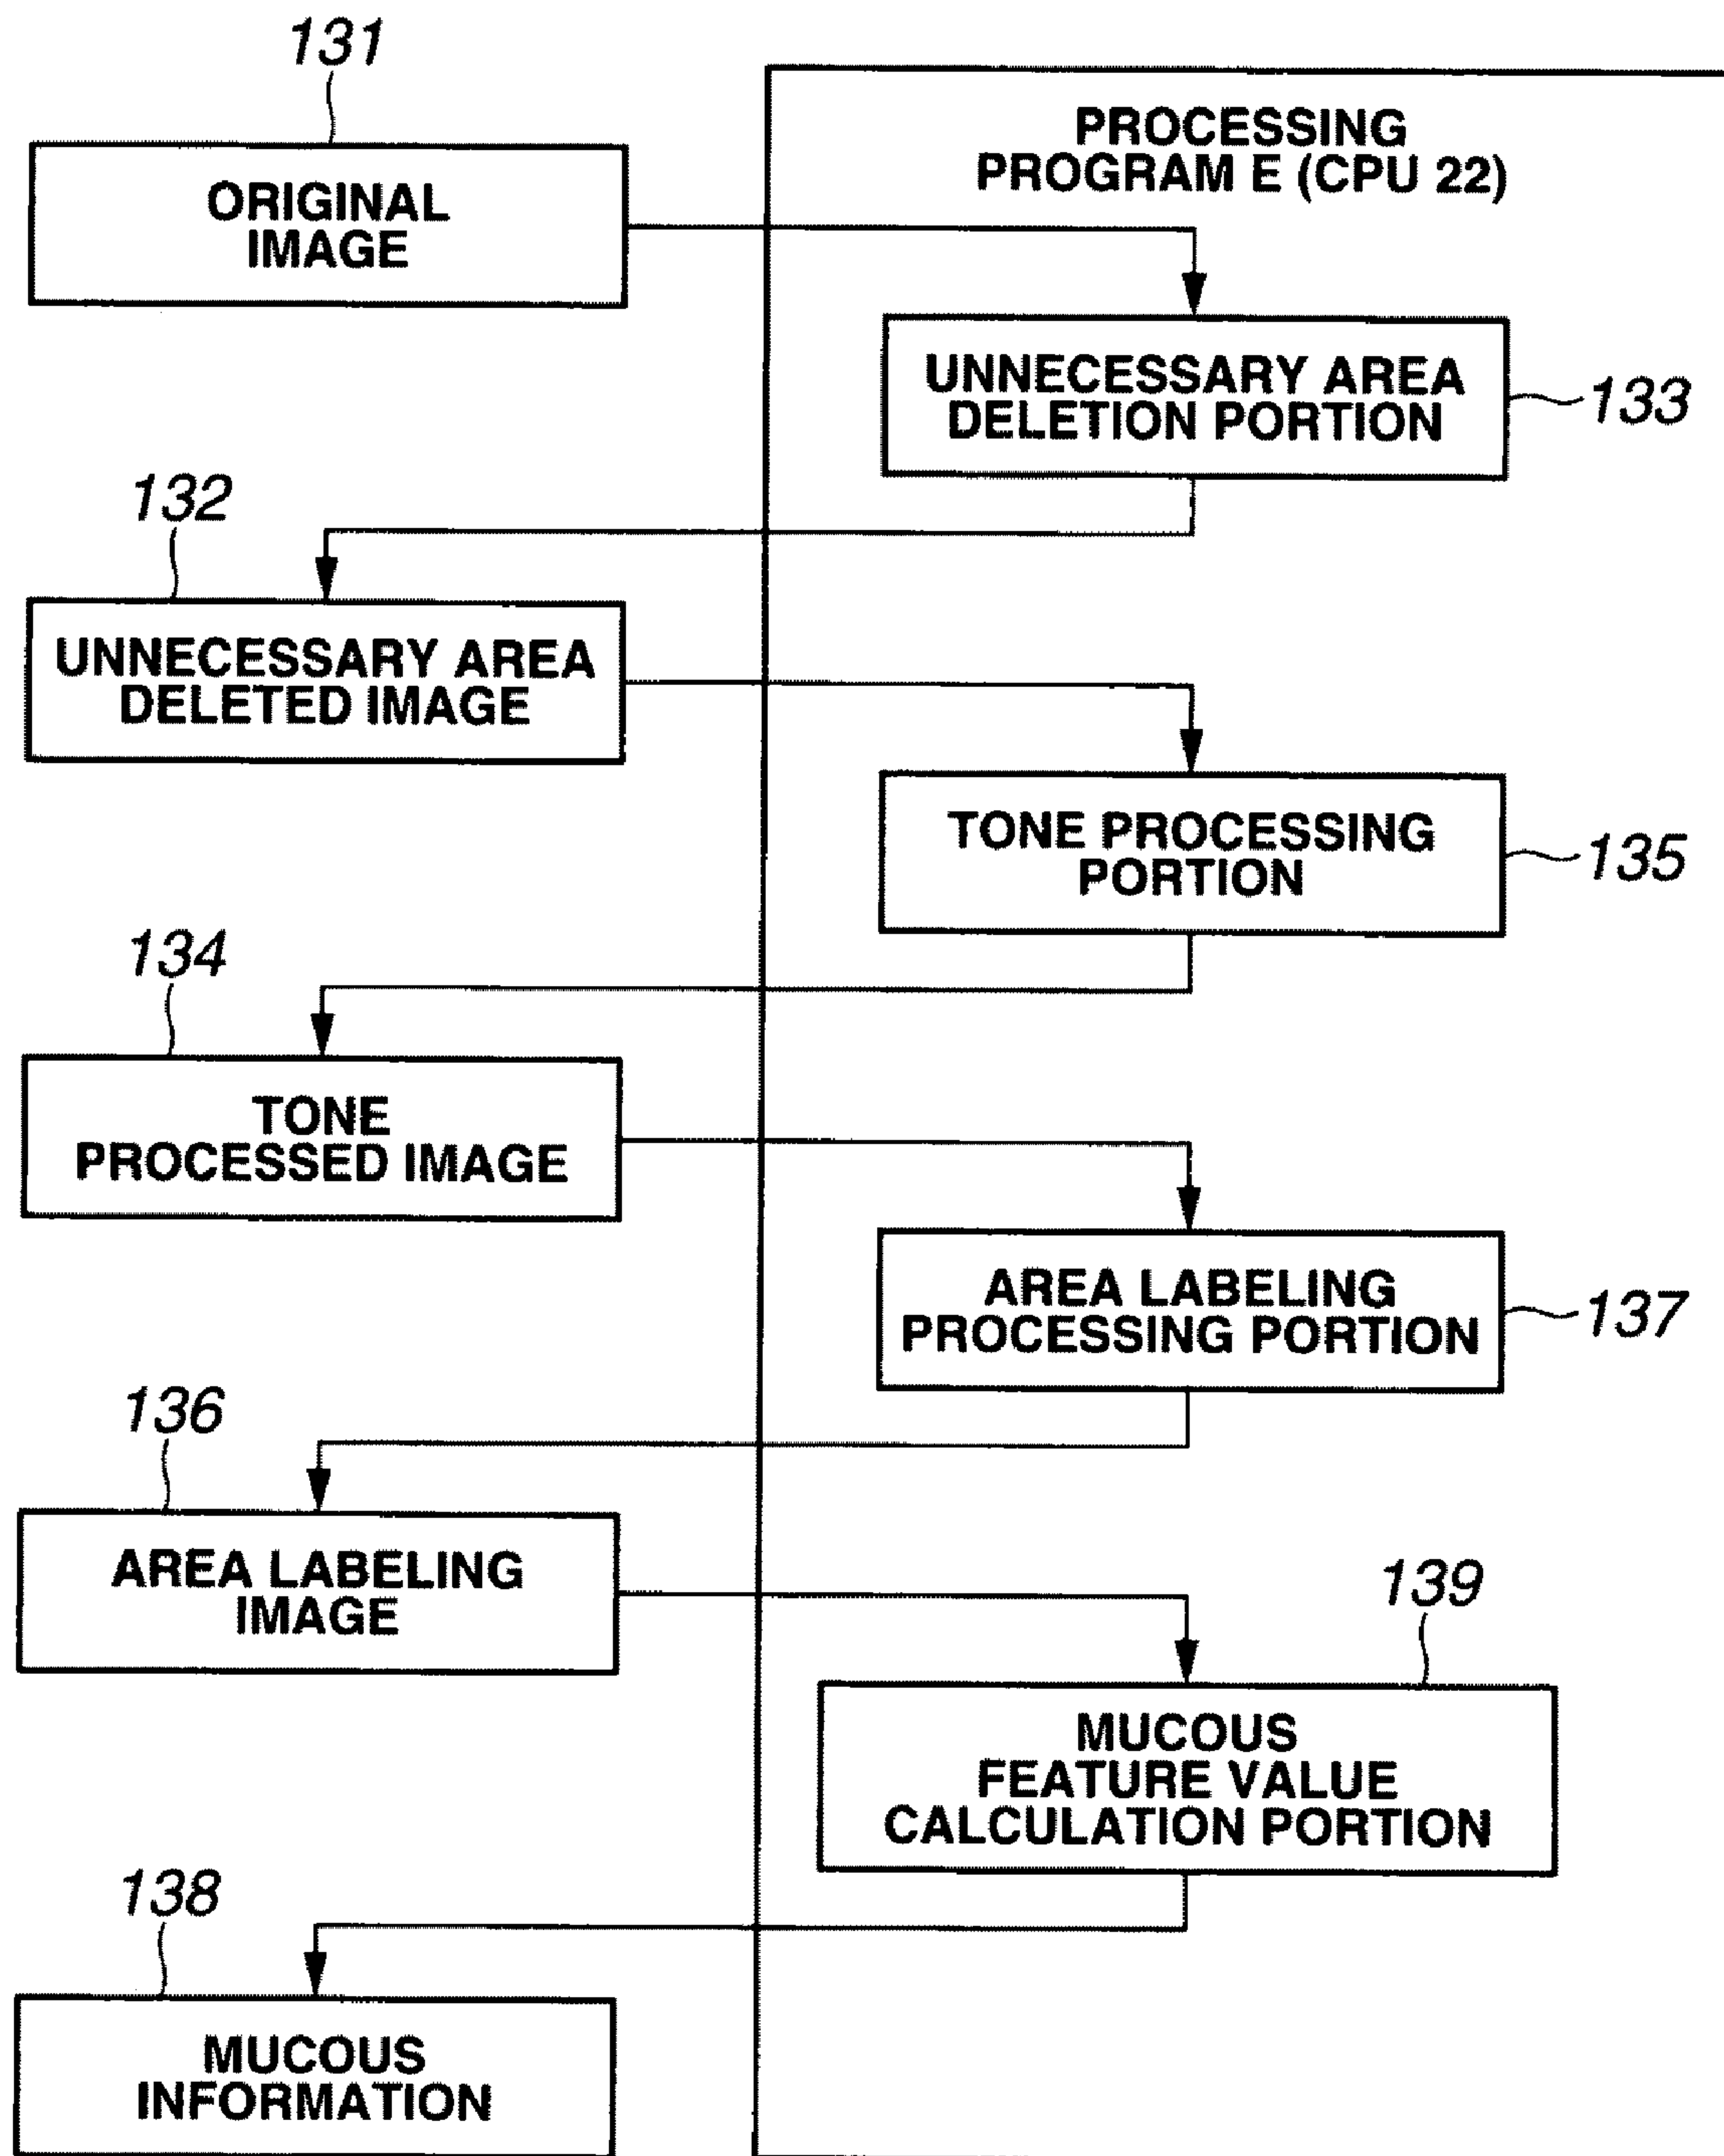 131
PROCESSING
PROGRAM E (CPU 22)
ORIGINAL
IMAGE
UNNECESSARY AREA
DELETION PORTION
133
132
UNNECESSARY AREA
DELETED IMAGE
TONE PROCESSING
PORTION
135
134
TONE
PROCESSED IMAGE
AREA LABELING
PROCESSING PORTION
137
136
AREA LABELING
IMAGE
139
MUCOUS
FEATURE VALUE
CALCULATION PORTION
138
MUCOUS
INFORMATION